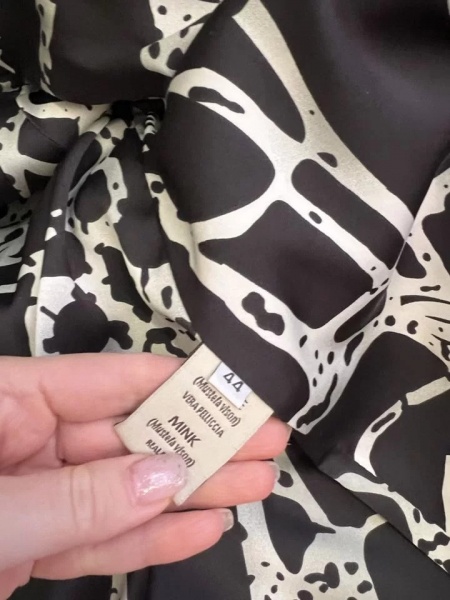 44
(Mustela Vison)
VERA PELLICCIA
MINK
(Mustela Vison)